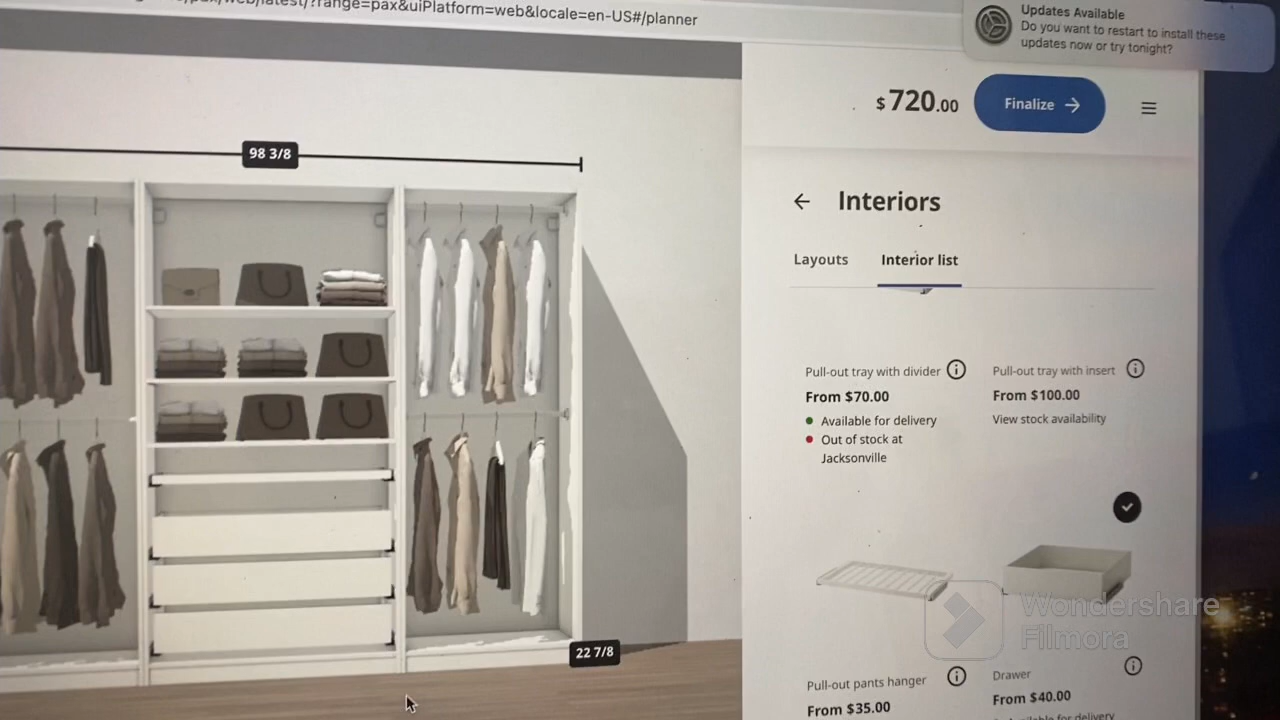 /pax/web/latest/?range=pax&uiPlatform=web&locale=en-US#/planner
Updates Available
Do you want to restart to install these
updates now or try tonight?
$720.00
Finalize →
98 3/8
← Interiors
Layouts
Interior list
Pull-out tray with divider
From $70.00
Available for delivery
Out of stock at
Jacksonville
Pull-out tray with insert
From $100.00
View stock availability
22 7/8
Pull-out pants hanger
From $35.00
Drawer
From $40.00
Available for delivery
Wondershare
Filmora